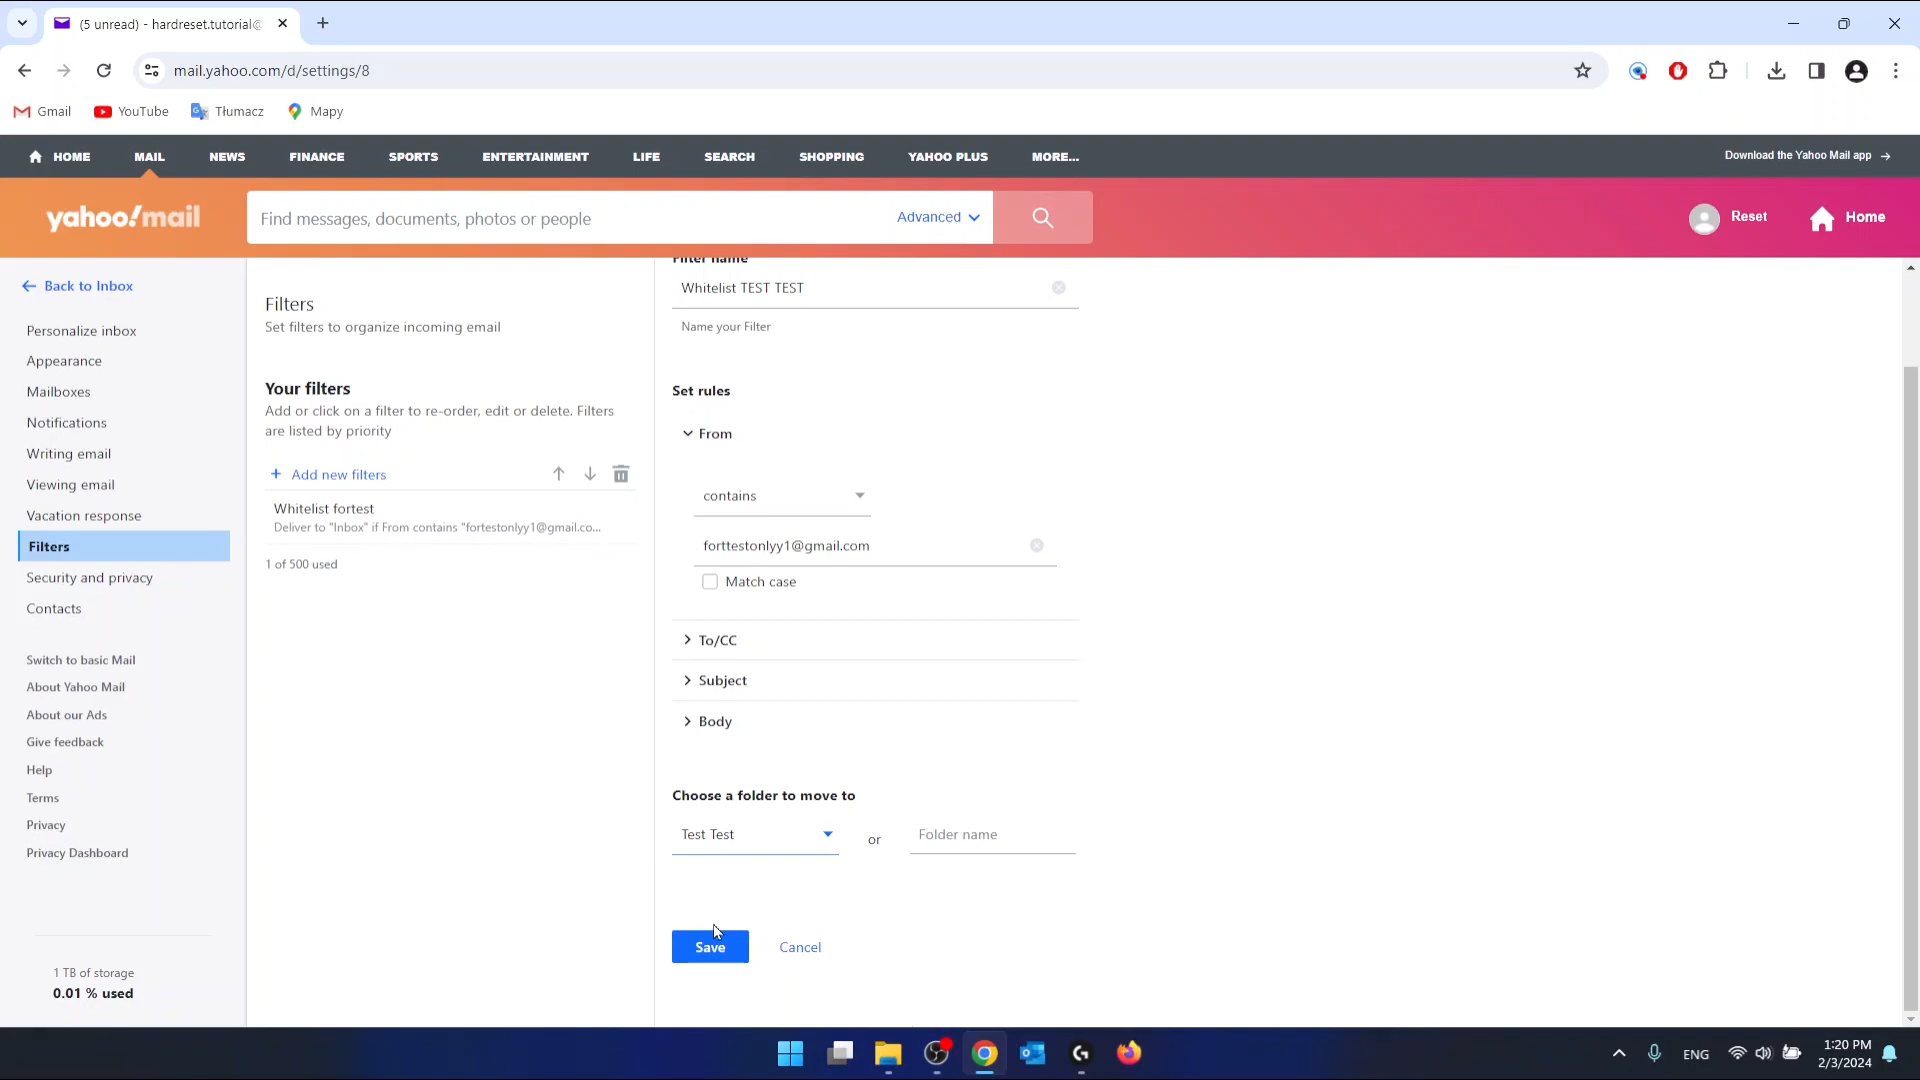 (5 unread) - hardreset.tutorial@
mail.yahoo.com/d/settings/8
Gmail
YouTube
Tłumacz
Mapy
HOME
MAIL
NEWS
FINANCE
SPORTS
ENTERTAINMENT
LIFE
SEARCH
SHOPPING
YAHOO PLUS
MORE...
Download the Yahoo Mail app →
yahoo!mail
Find messages, documents, photos or people
Advanced
Reset
Home
Back to Inbox
Personalize inbox
Appearance
Mailboxes
Notifications
Writing email
Viewing email
Vacation response
Filters
Security and privacy
Contacts
Switch to basic Mail
About Yahoo Mail
About our Ads
Give feedback
Help
Terms
Privacy
Privacy Dashboard
1 TB of storage
0.01 % used
Filters
Set filters to organize incoming email
Your filters
Add or click on a filter to re-order, edit or delete. Filters
are listed by priority
+ Add new filters
Whitelist fortest
Deliver to "Inbox" if From contains "fortestonlyy1@gmail.co...
1 of 500 used
Filter name
Whitelist TEST TEST
Name your Filter
Set rules
From
contains
forttestonlyy1@gmail.com
Match case
To/CC
Subject
Body
Choose a folder to move to
Test Test
or
Folder name
Save
Cancel
ENG
1:20 PM
2/3/2024